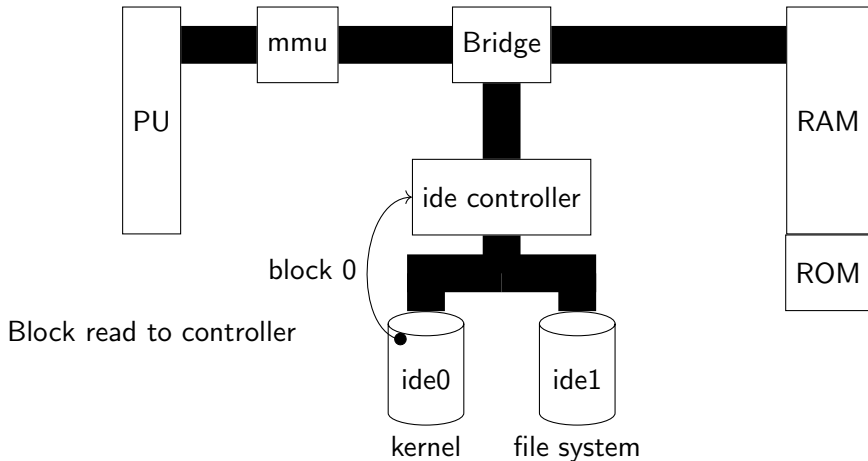 mmu
Bridge
PU
RAM
ide controller
block 0
ROM
Block read to controller
ide0
ide1
kernel
file system